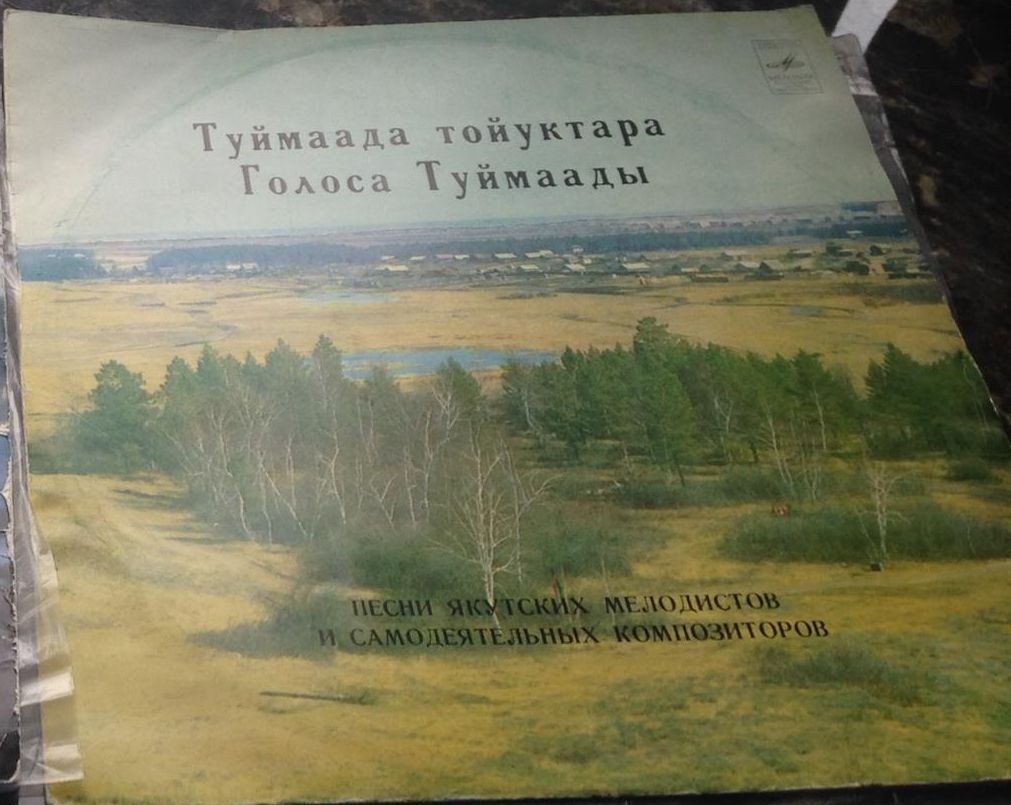 Туймаада тойуктара
Голоса Туймаады
ПЕСНИ ЯКУТСКИХ МЕЛОДИСТОВ
И САМОДЕЯТЕЛЬНЫХ КОМПОЗИТОРОВ